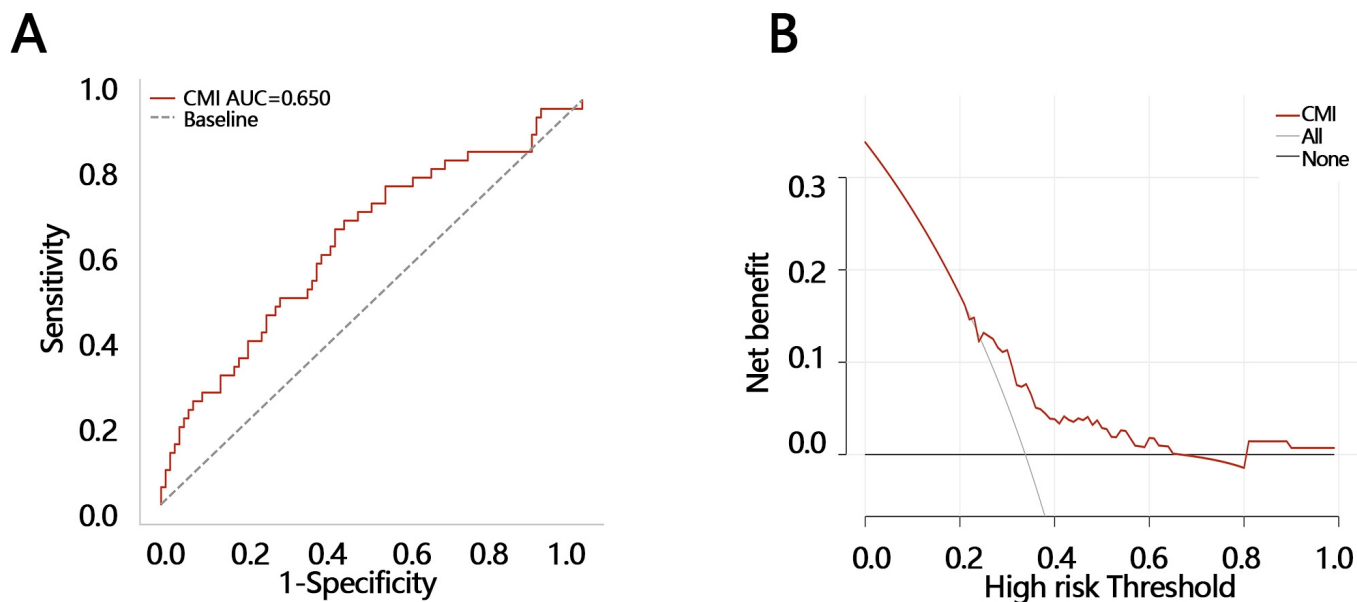 A
CMI AUC=0.650
Baseline
1.0
0.8
0.6
0.4
0.2
0.0
Sensitivity
0.0 0.2 0.4 0.6 0.8 1.0
1-Specificity
B
CMI
All
None
0.3
0.2
0.1
0.0
Net benefit
0.0 0.2 0.4 0.6 0.8 1.0
High risk Threshold